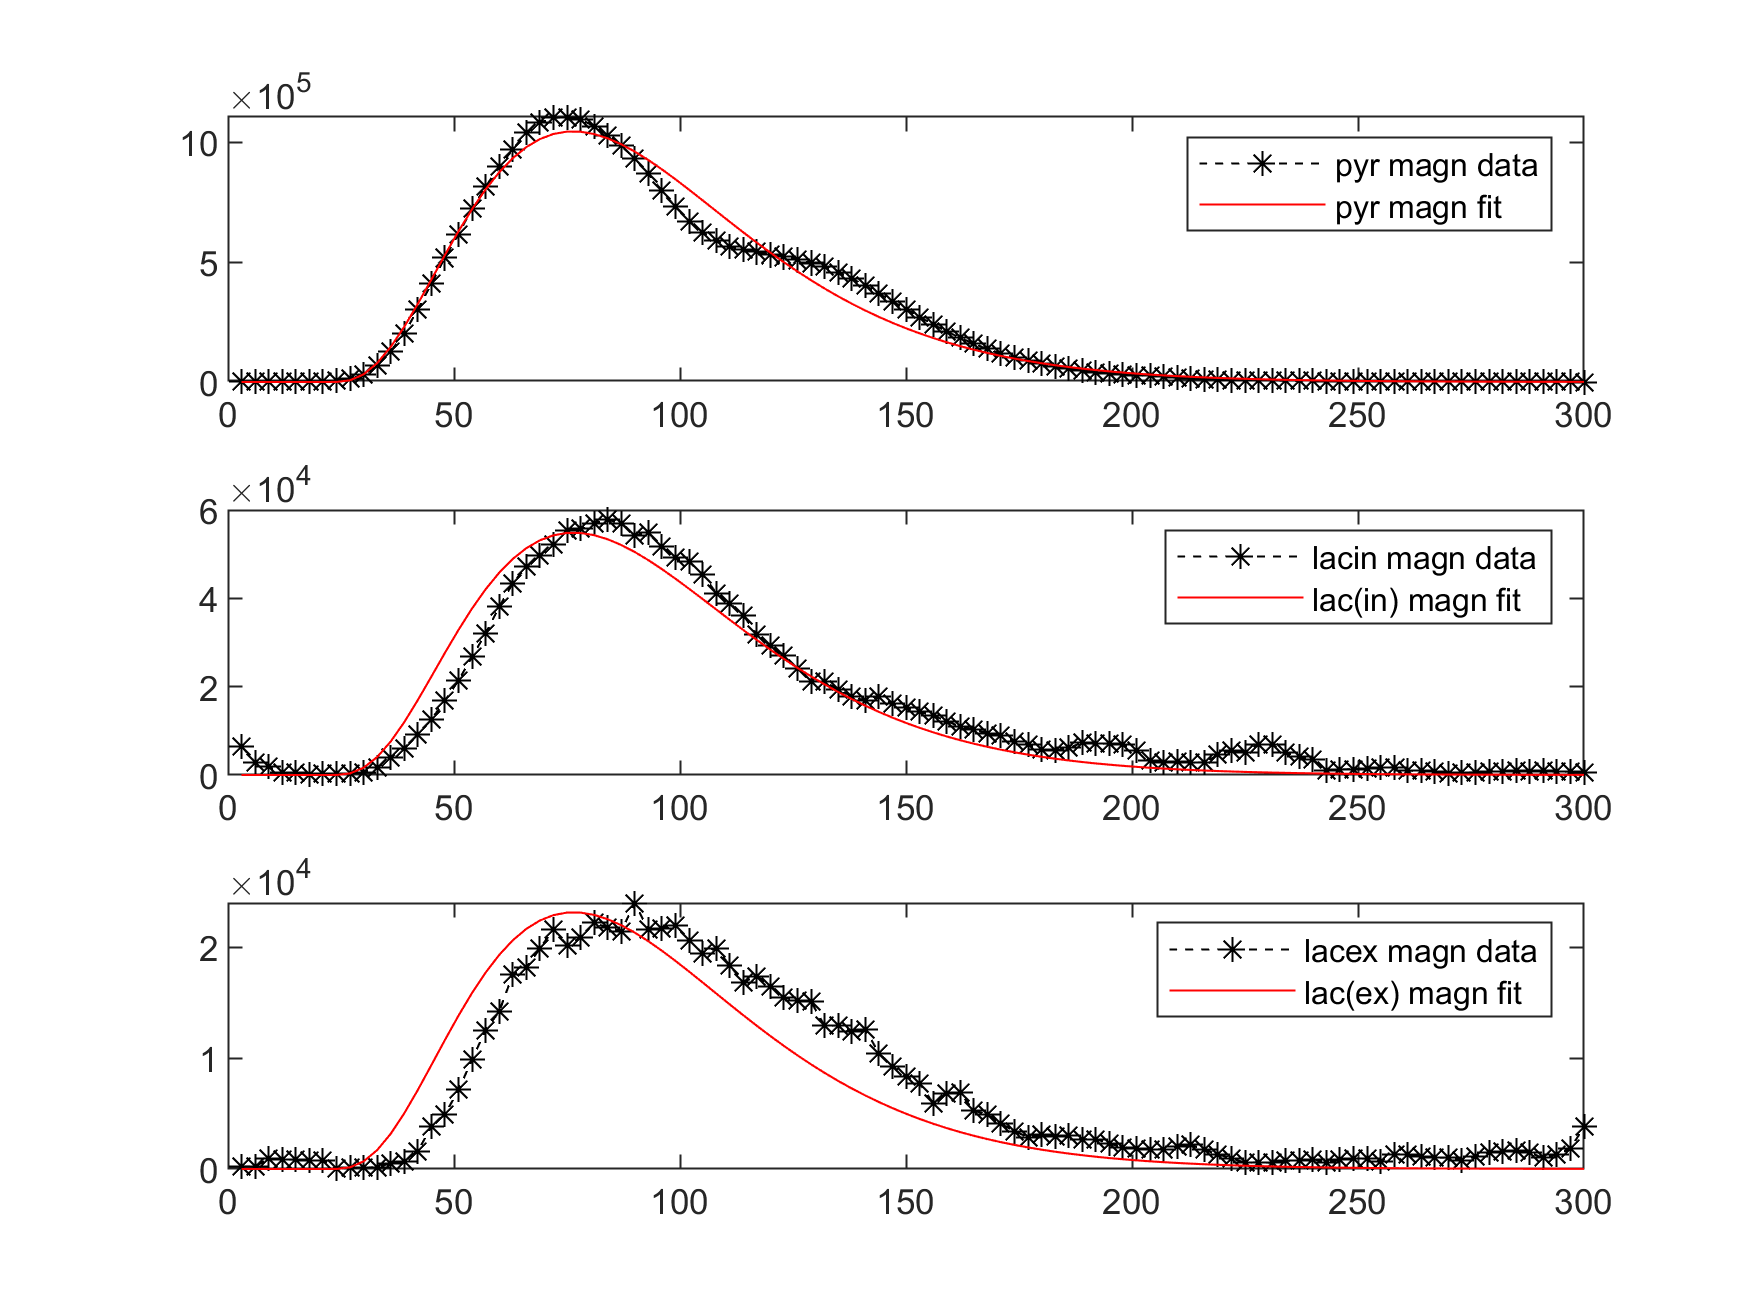 ×10^5
10
5
0
0 50 100 150 200 250 300
pyr magn data
pyr magn fit
×10^4
6
4
2
0
0 50 100 150 200 250 300
lacin magn data
lac(in) magn fit
×10^4
2
1
0
0 50 100 150 200 250 300
lacex magn data
lac(ex) magn fit